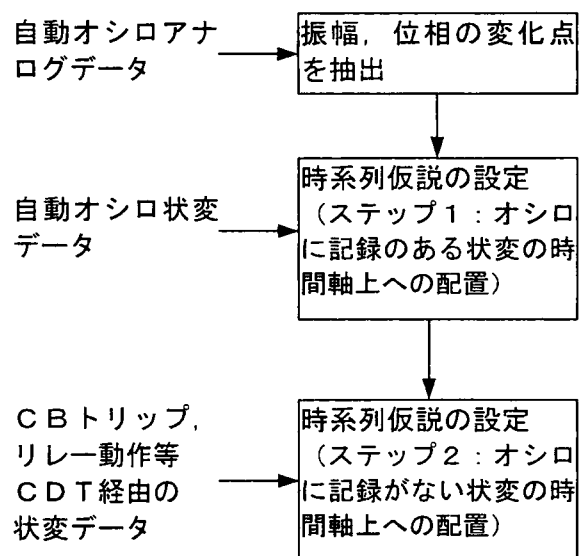 自動オシロアナ
ログデータ
振幅，位相の変化点
を抽出
自動オシロ状変
データ
時系列仮説の設定
（ステップ１：オシロ
に記録のある状変の時
間軸上への配置）
ＣＢトリップ，
リレー動作等
ＣＤＴ経由の
状変データ
時系列仮説の設定
（ステップ２：オシロ
に記録がない状変の時
間軸上への配置）